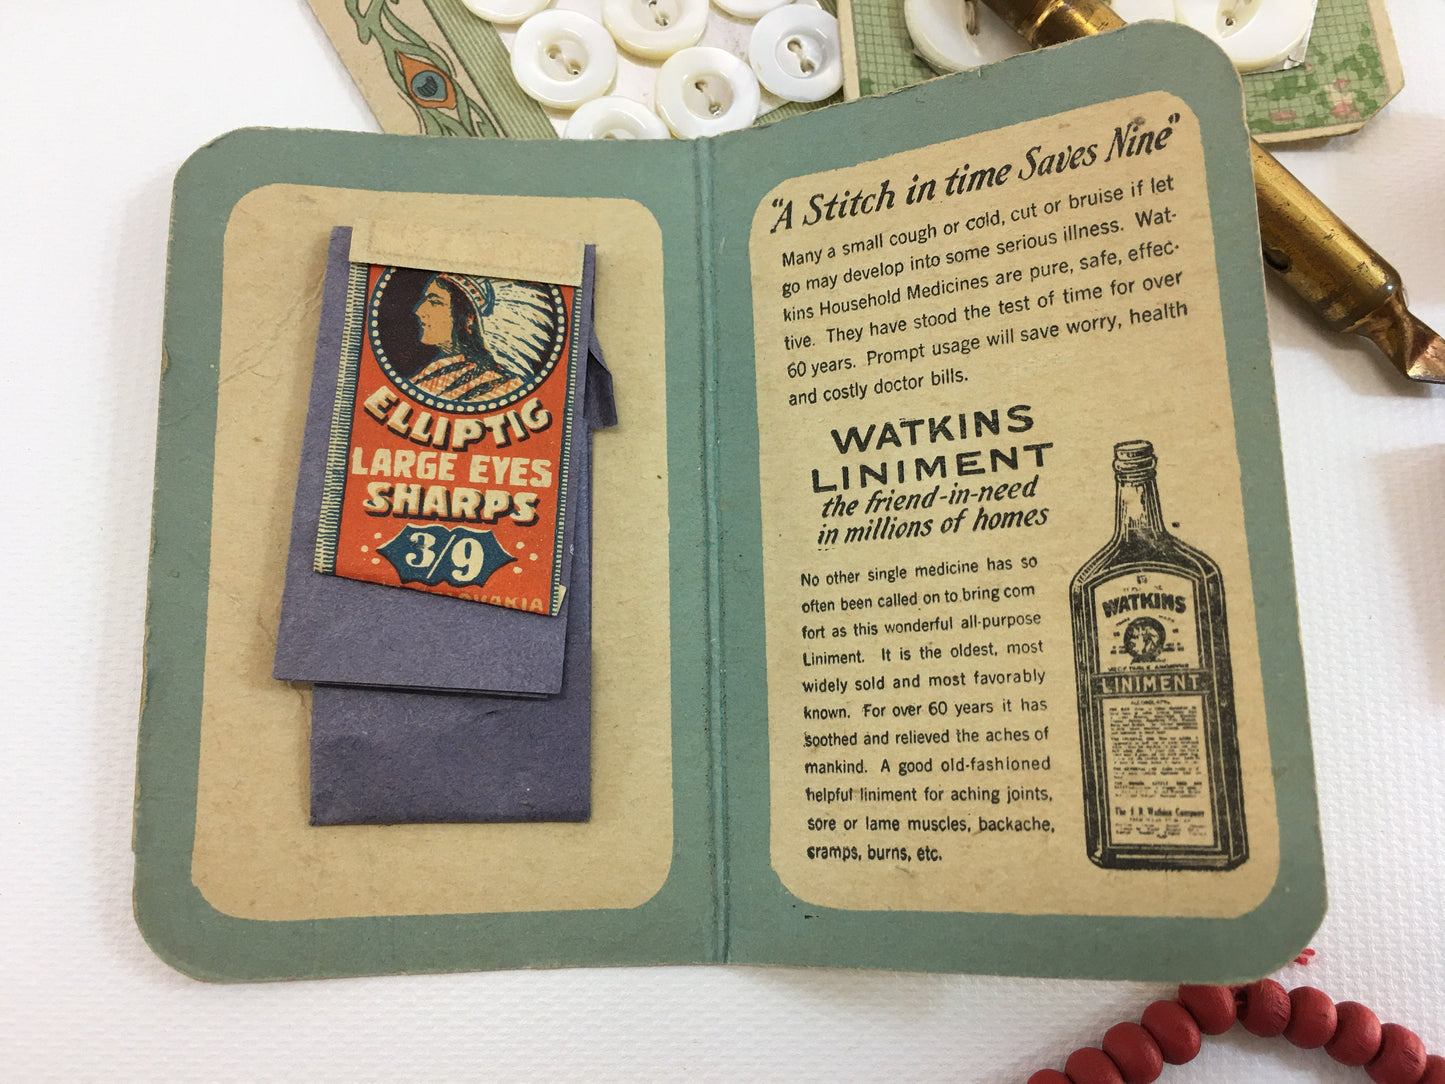 ELLIPTIG
LARGE EYES
SHARPS
3/9
OVAKIA
"A Stitch in time Saves Nine"
Many a small cough or cold, cut or bruise if let
go may develop into some serious illness. Wat-
kins Household Medicines are pure, safe, effec-
tive. They have stood the test of time for over
60 years. Prompt usage will save worry, health
and costly doctor bills.
WATKINS
LINIMENT
the friend-in-need
in millions of homes
No other single medicine has so
often been called on to bring com
fort as this wonderful all-purpose
Liniment. It is the oldest, most
widely sold and most favorably
known. For over 60 years it has
soothed and relieved the aches of
mankind. A good old-fashioned
helpful liniment for aching joints,
sore or lame muscles, backache,
cramps, burns, etc.
WATKINS
LINIMENT
The J. R. Watkins Company